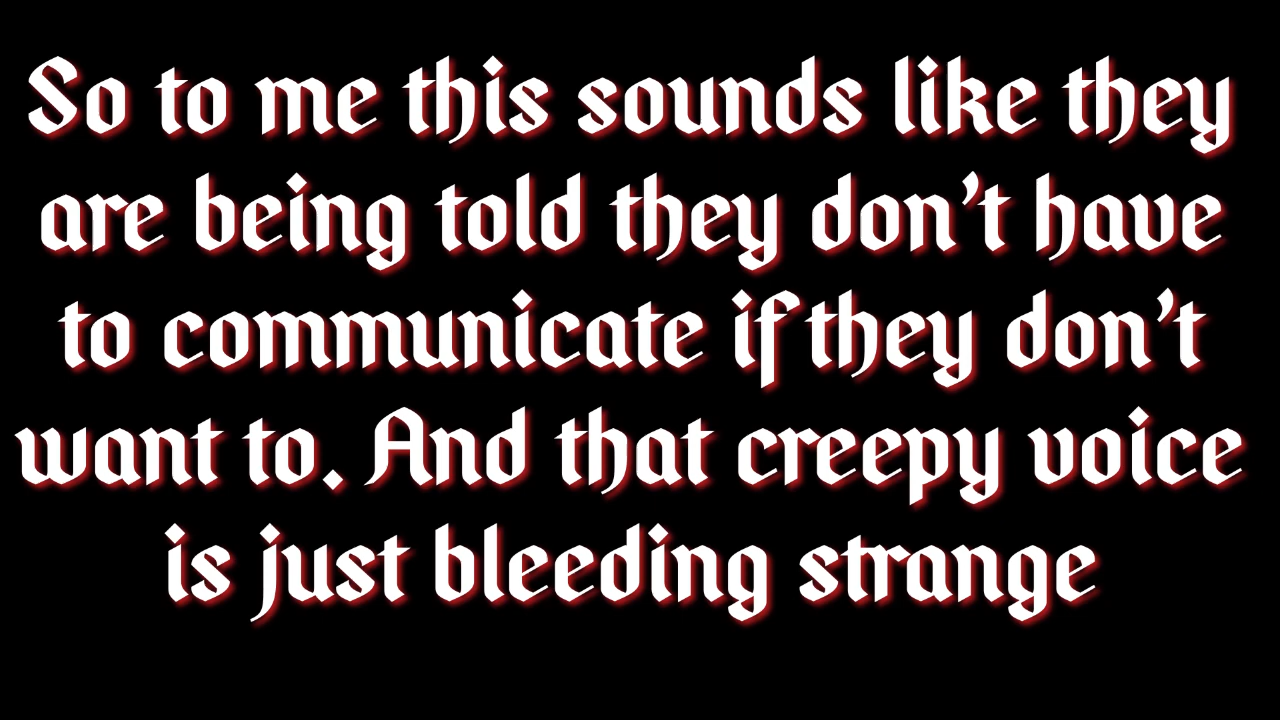 So to me this sounds like they
are being told they don’t have
to communicate if they don’t
want to. And that creepy voice
is just bleeding strange